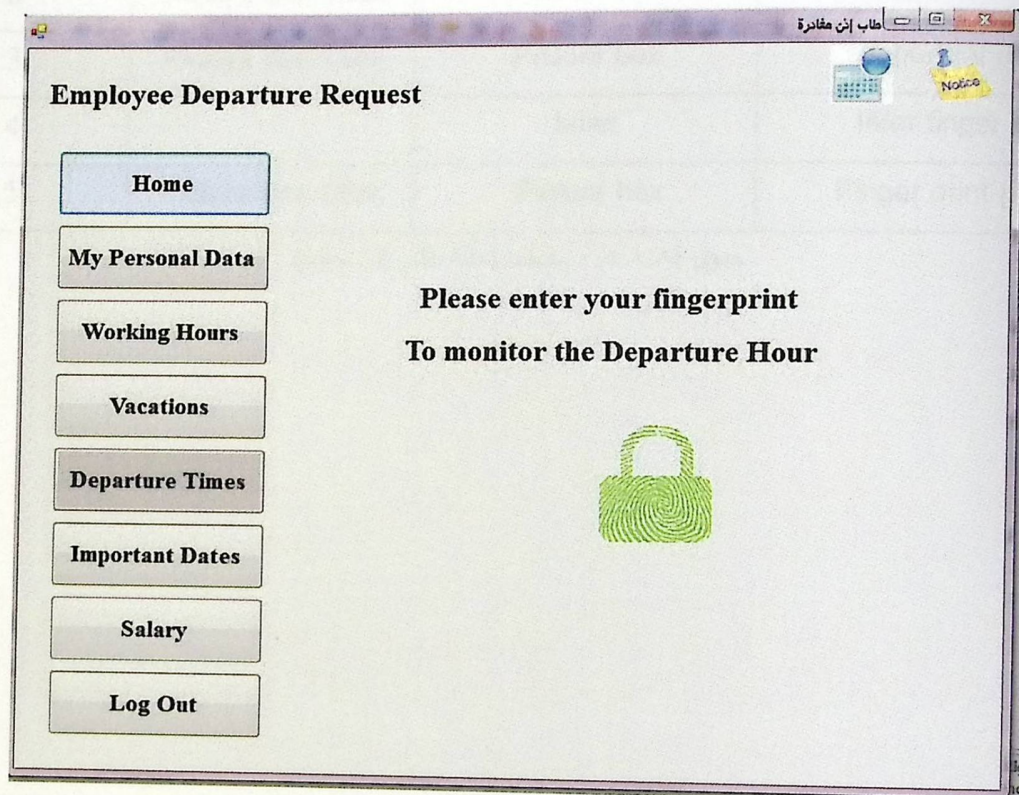 طاب إذن مغادرة
Notice
Employee Departure Request
Home
My Personal Data
Working Hours
Vacations
Departure Times
Important Dates
Salary
Log Out
Please enter your fingerprint
To monitor the Departure Hour